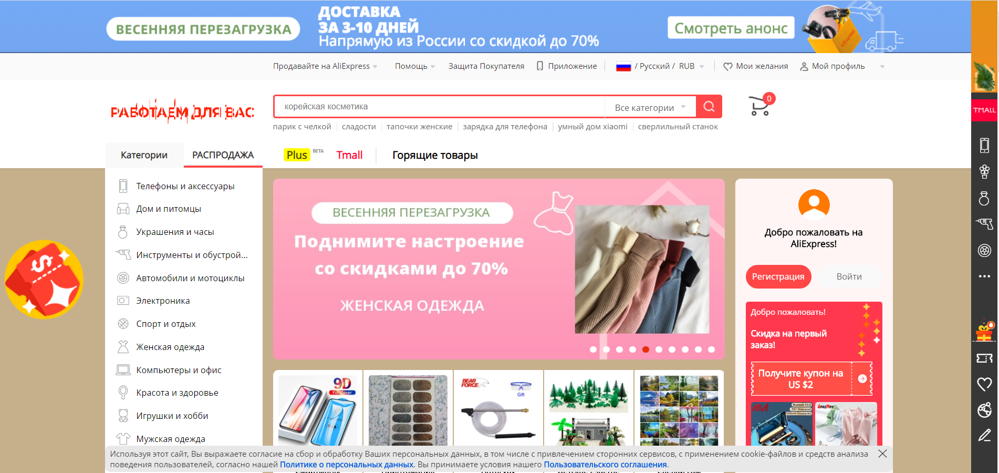 ВЕСЕННЯЯ ПЕРЕЗАГРУЗКА
ДОСТАВКА
ЗА 3-10 ДНЕЙ
Напрямую из России со скидкой до 70%
Смотреть анонс
AliExpress
Продавайте на AliExpress
Помощь
Защита Покупателя
Приложение
/ Русский / RUB
Мои желания
Мой профиль
TMALL
РАБОТАЕМ ДЛЯ ВАС
корейская косметика
Все категории
0
парик с челкой
сладости
тапочки женские
зарядка для телефона
умный дом xiaomi
сверлильный станок
Категории
РАСПРОДАЖА
Plus BETA
Tmall
Горящие товары
Телефоны и аксессуары
Дом и питомцы
Украшения и часы
Инструменты и обустрой...
Автомобили и мотоциклы
Электроника
Спорт и отдых
Женская одежда
Компьютеры и офис
Красота и здоровье
Игрушки и хобби
Мужская одежда
ВЕСЕННЯЯ ПЕРЕЗАГРУЗКА
Поднимите настроение
со скидками до 70%
ЖЕНСКАЯ ОДЕЖДА
Добро пожаловать на
AliExpress!
Регистрация
Войти
Добро пожаловать!
Скидка на первый
заказ!
Получите купон на
US $2
9D
Full Cover
BEAR
FORCE
Gift
Bluetooth V5.0
GAREMAY
Используя этот сайт, Вы выражаете согласие на сбор и обработку Ваших персональных данных, в том числе с привлечением сторонних сервисов, с применением cookie-файлов и средств анализа
поведения пользователей, согласно нашей Политике о персональных данных. Вы принимаете условия нашего Пользовательского соглашения.